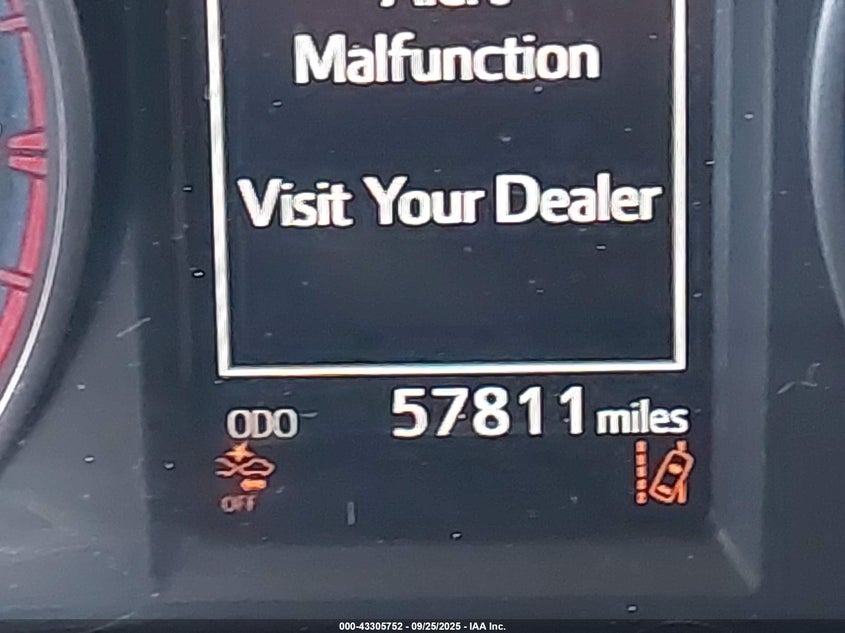 Malfunction
Visit Your Dealer
ODO 57811 miles
OFF
000-43305752 - 09/25/2025 - IAA Inc.